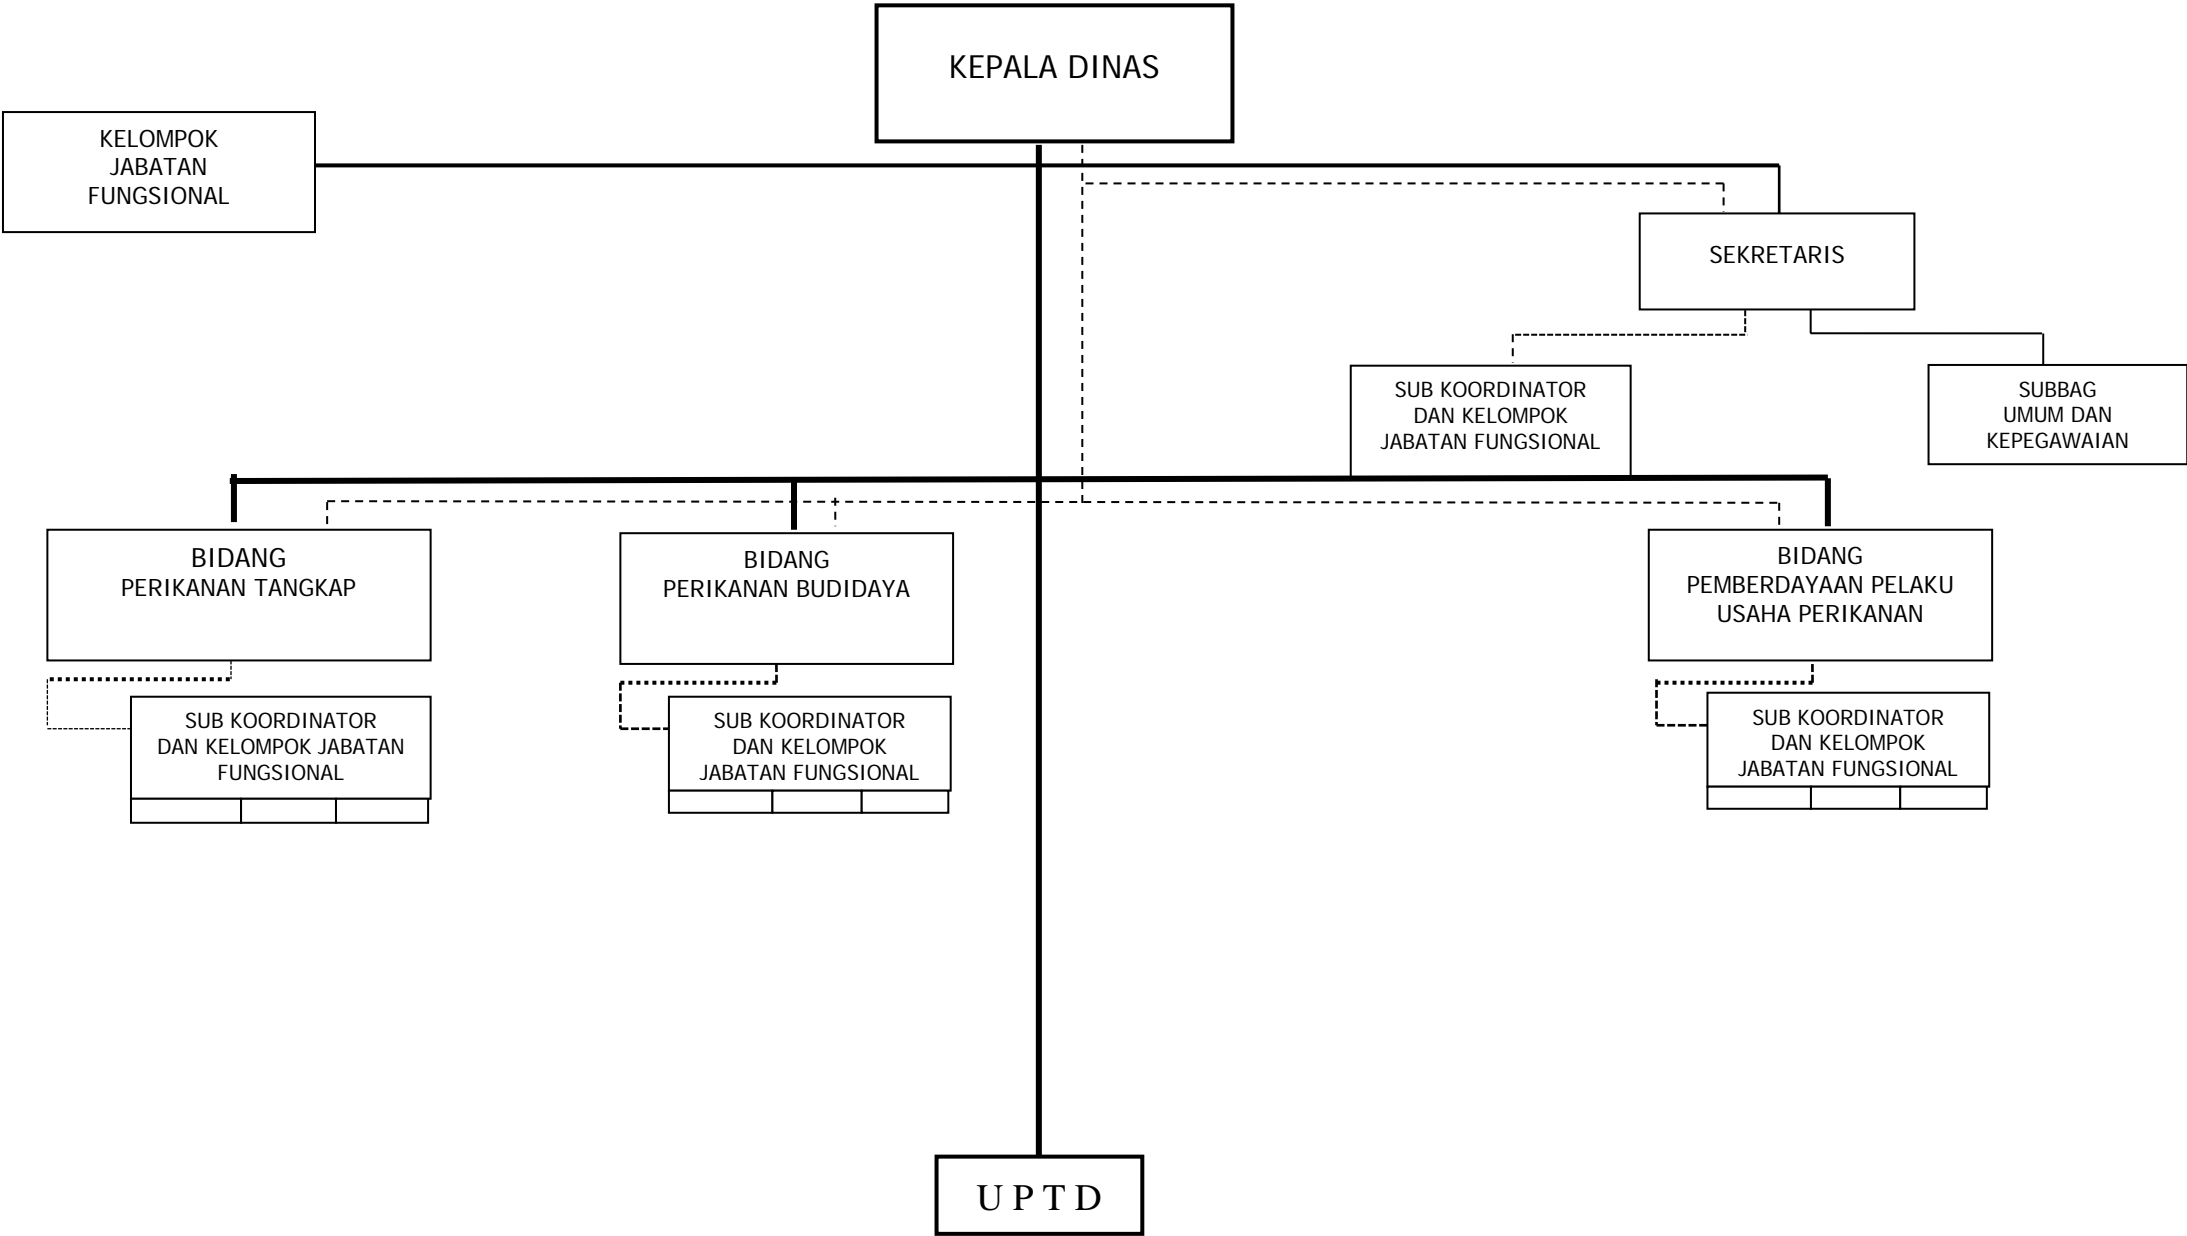 KEPALA DINAS
KELOMPOK
JABATAN
FUNGSIONAL
SEKRETARIS
SUB KOORDINATOR
DAN KELOMPOK
JABATAN FUNGSIONAL
SUBBAG
UMUM DAN
KEPEGAWAIAN
BIDANG
PERIKANAN TANGKAP
BIDANG
PERIKANAN BUDIDAYA
BIDANG
PEMBERDAYAAN PELAKU
USAHA PERIKANAN
SUB KOORDINATOR
DAN KELOMPOK JABATAN
FUNGSIONAL
SUB KOORDINATOR
DAN KELOMPOK
JABATAN FUNGSIONAL
SUB KOORDINATOR
DAN KELOMPOK
JABATAN FUNGSIONAL
U P T D